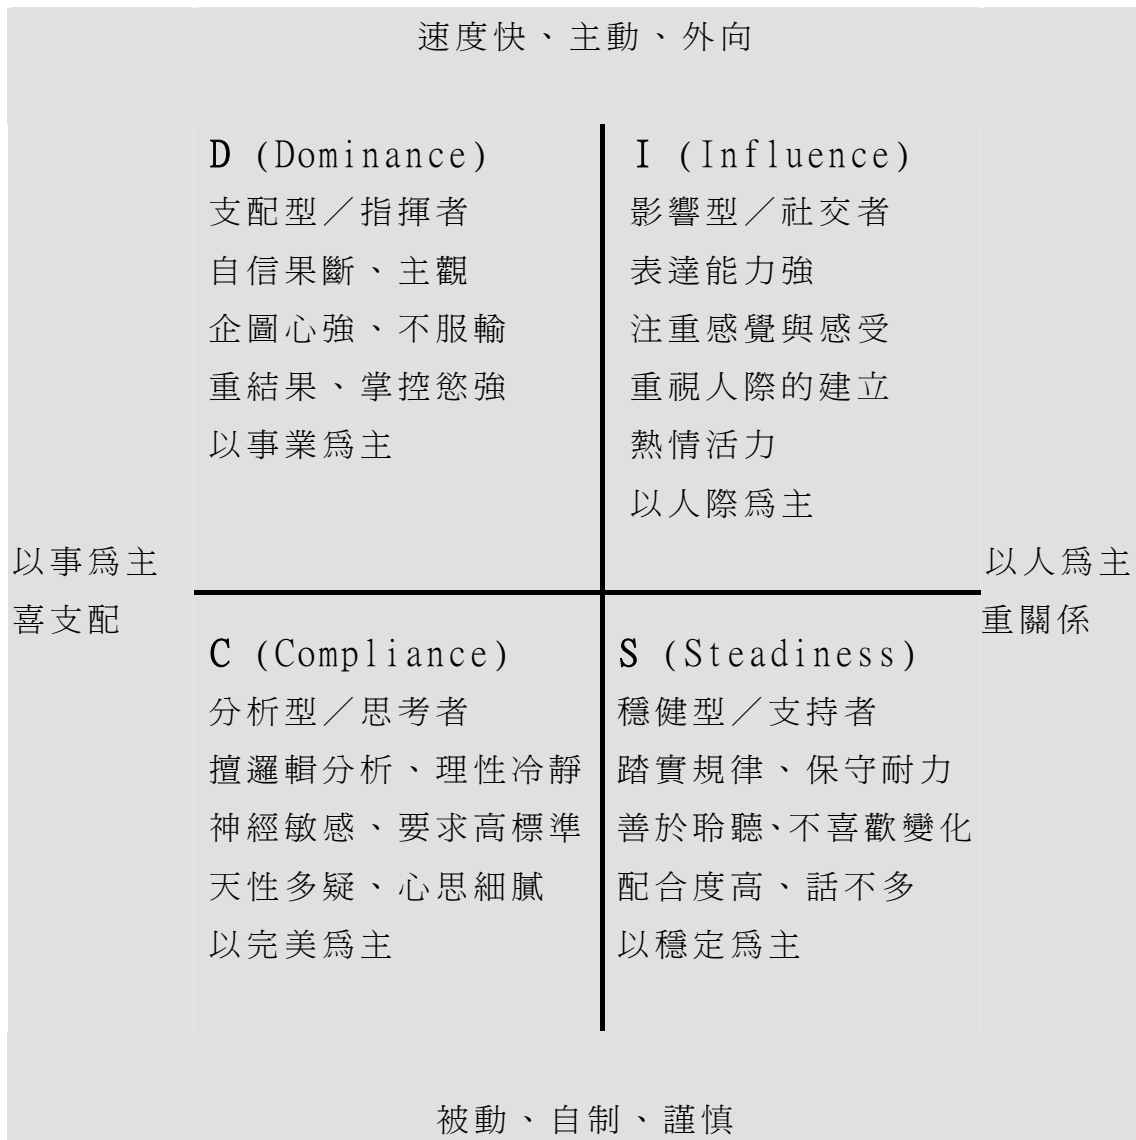 速度快、主動、外向
D (Dominance)
支配型／指揮者
自信果斷、主觀
企圖心強、不服輸
重結果、掌控慾強
以事業爲主
I (Influence)
影響型／社交者
表達能力強
注重感覺與感受
重視人際的建立
熱情活力
以人際爲主
以事爲主
喜支配
以人爲主
重關係
C (Compliance)
分析型／思考者
擅邏輯分析、理性冷靜
神經敏感、要求高標準
天性多疑、心思細膩
以完美爲主
S (Steadiness)
穩健型／支持者
踏實規律、保守耐力
善於聆聽、不喜歡變化
配合度高、話不多
以穩定爲主
被動、自制、謹慎